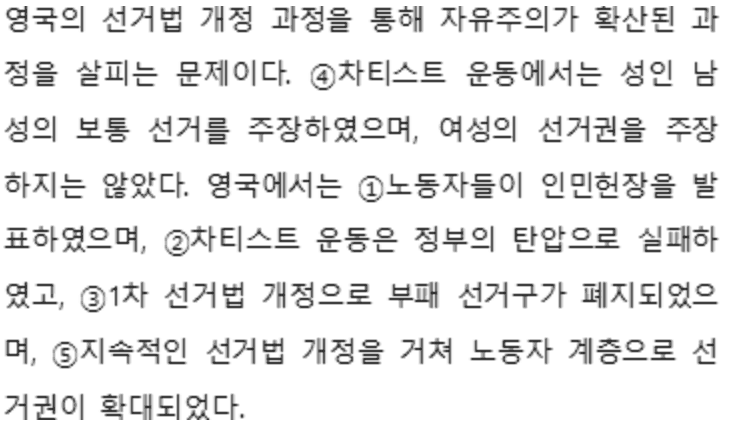 영국의 선거법 개정 과정을 통해 자유주의가 확산된 과
정을 살피는 문제이다. ④차티스트 운동에서는 성인 남
성의 보통 선거를 주장하였으며, 여성의 선거권을 주장
하지는 않았다. 영국에서는 ①노동자들이 인민헌장을 발
표하였으며, ②차티스트 운동은 정부의 탄압으로 실패하
였고, ③1차 선거법 개정으로 부패 선거구가 폐지되었으
며, ⑤지속적인 선거법 개정을 거쳐 노동자 계층으로 선
거권이 확대되었다.